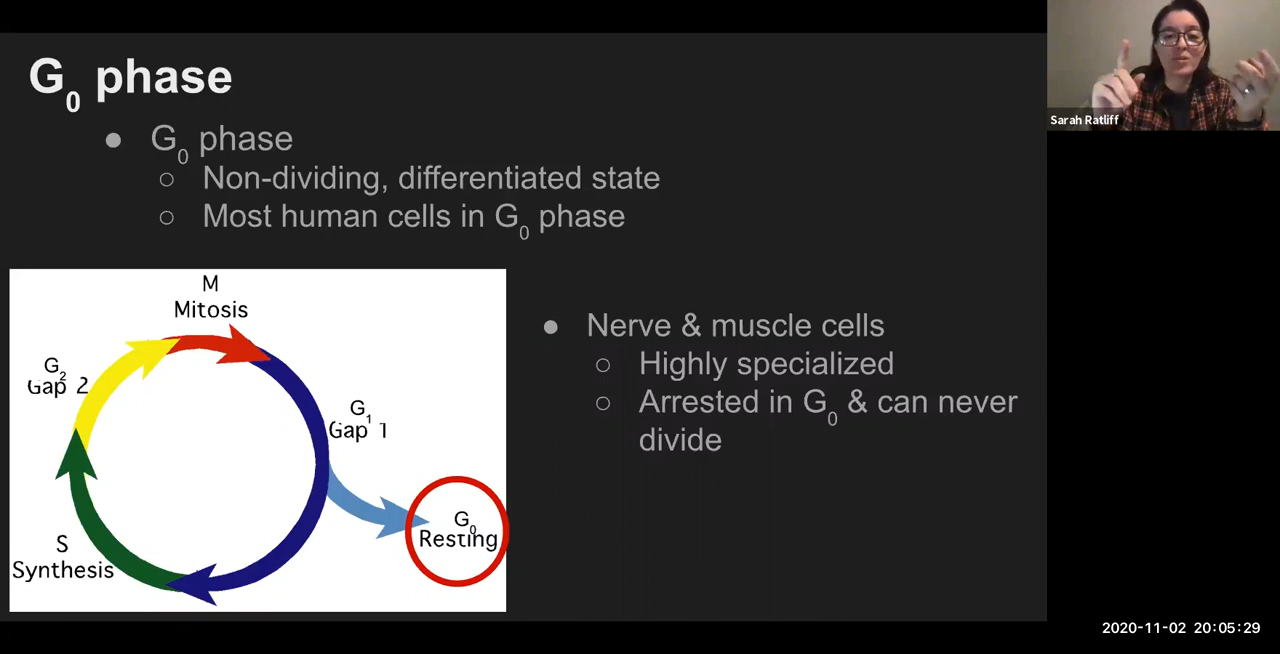 G₀ phase
Sarah Ratliff
● G₀ phase
○ Non-dividing, differentiated state
○ Most human cells in G₀ phase
M
Mitosis
G₂
Gap 2
G₁
Gap 1
G₀
Resting
S
Synthesis
● Nerve & muscle cells
○ Highly specialized
○ Arrested in G₀ & can never
divide
2020-11-02 20:05:29